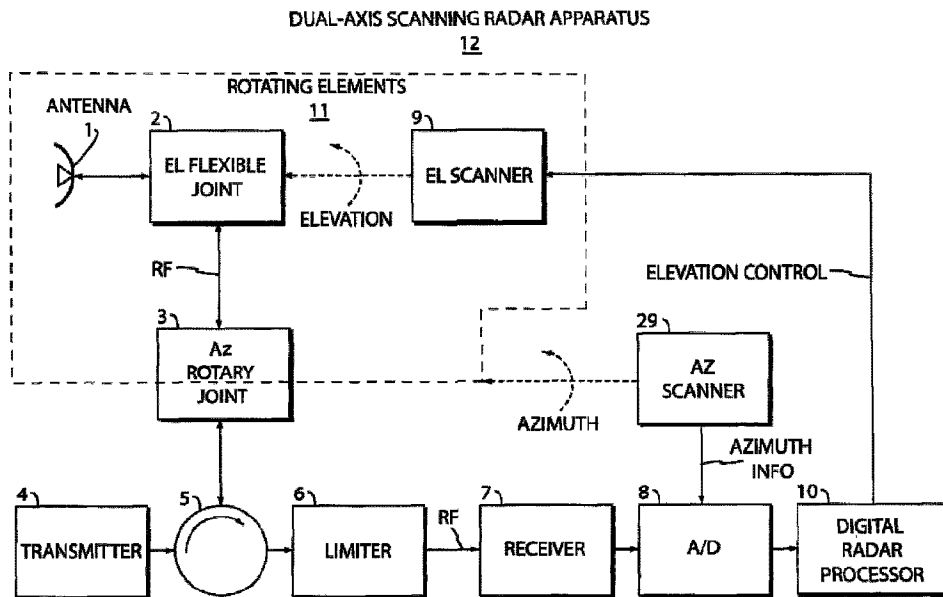 DUAL-AXIS SCANNING RADAR APPARATUS
12
ROTATING ELEMENTS
11
ANTENNA
1
2
EL FLEXIBLE
JOINT
9
EL SCANNER
ELEVATION
RF
ELEVATION CONTROL
3
Az
ROTARY
JOINT
29
AZ
SCANNER
AZIMUTH
AZIMUTH
INFO
4
TRANSMITTER
5
6
LIMITER
RF
7
RECEIVER
8
A/D
10
DIGITAL
RADAR
PROCESSOR